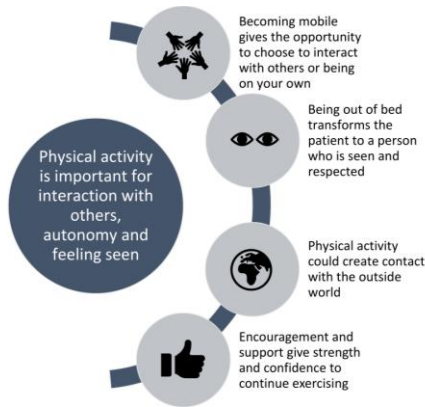 Becoming mobile
gives the opportunity
to choose to interact
with others or being
on your own
Being out of bed
transforms the
patient to a person
who is seen and
respected
Physical activity
is important for
interaction with
others,
autonomy and
feeling seen
Physical activity
could create contact
with the outside
world
Encouragement and
support give strength
and confidence to
continue exercising